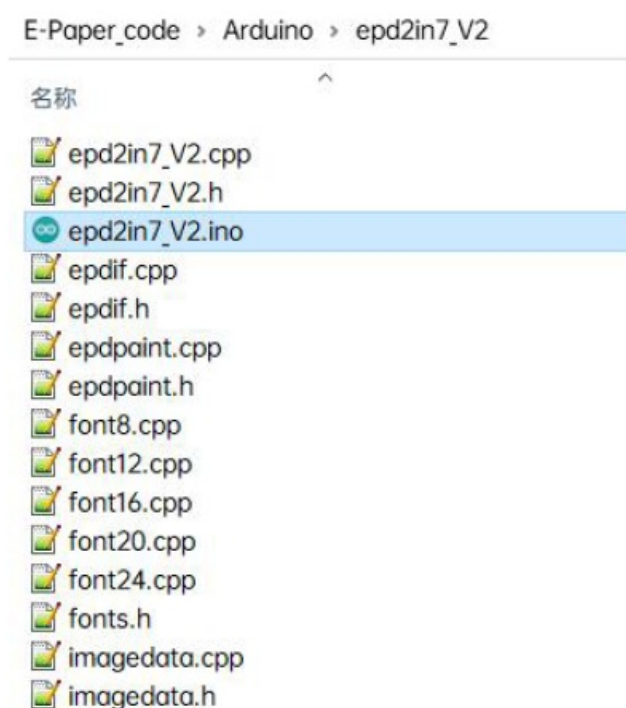 E-Paper_code > Arduino > epd2in7_V2
名称
epd2in7_V2.cpp
epd2in7_V2.h
epd2in7_V2.ino
epdif.cpp
epdif.h
epdpaint.cpp
epdpaint.h
font8.cpp
font12.cpp
font16.cpp
font20.cpp
font24.cpp
fonts.h
imagedata.cpp
imagedata.h